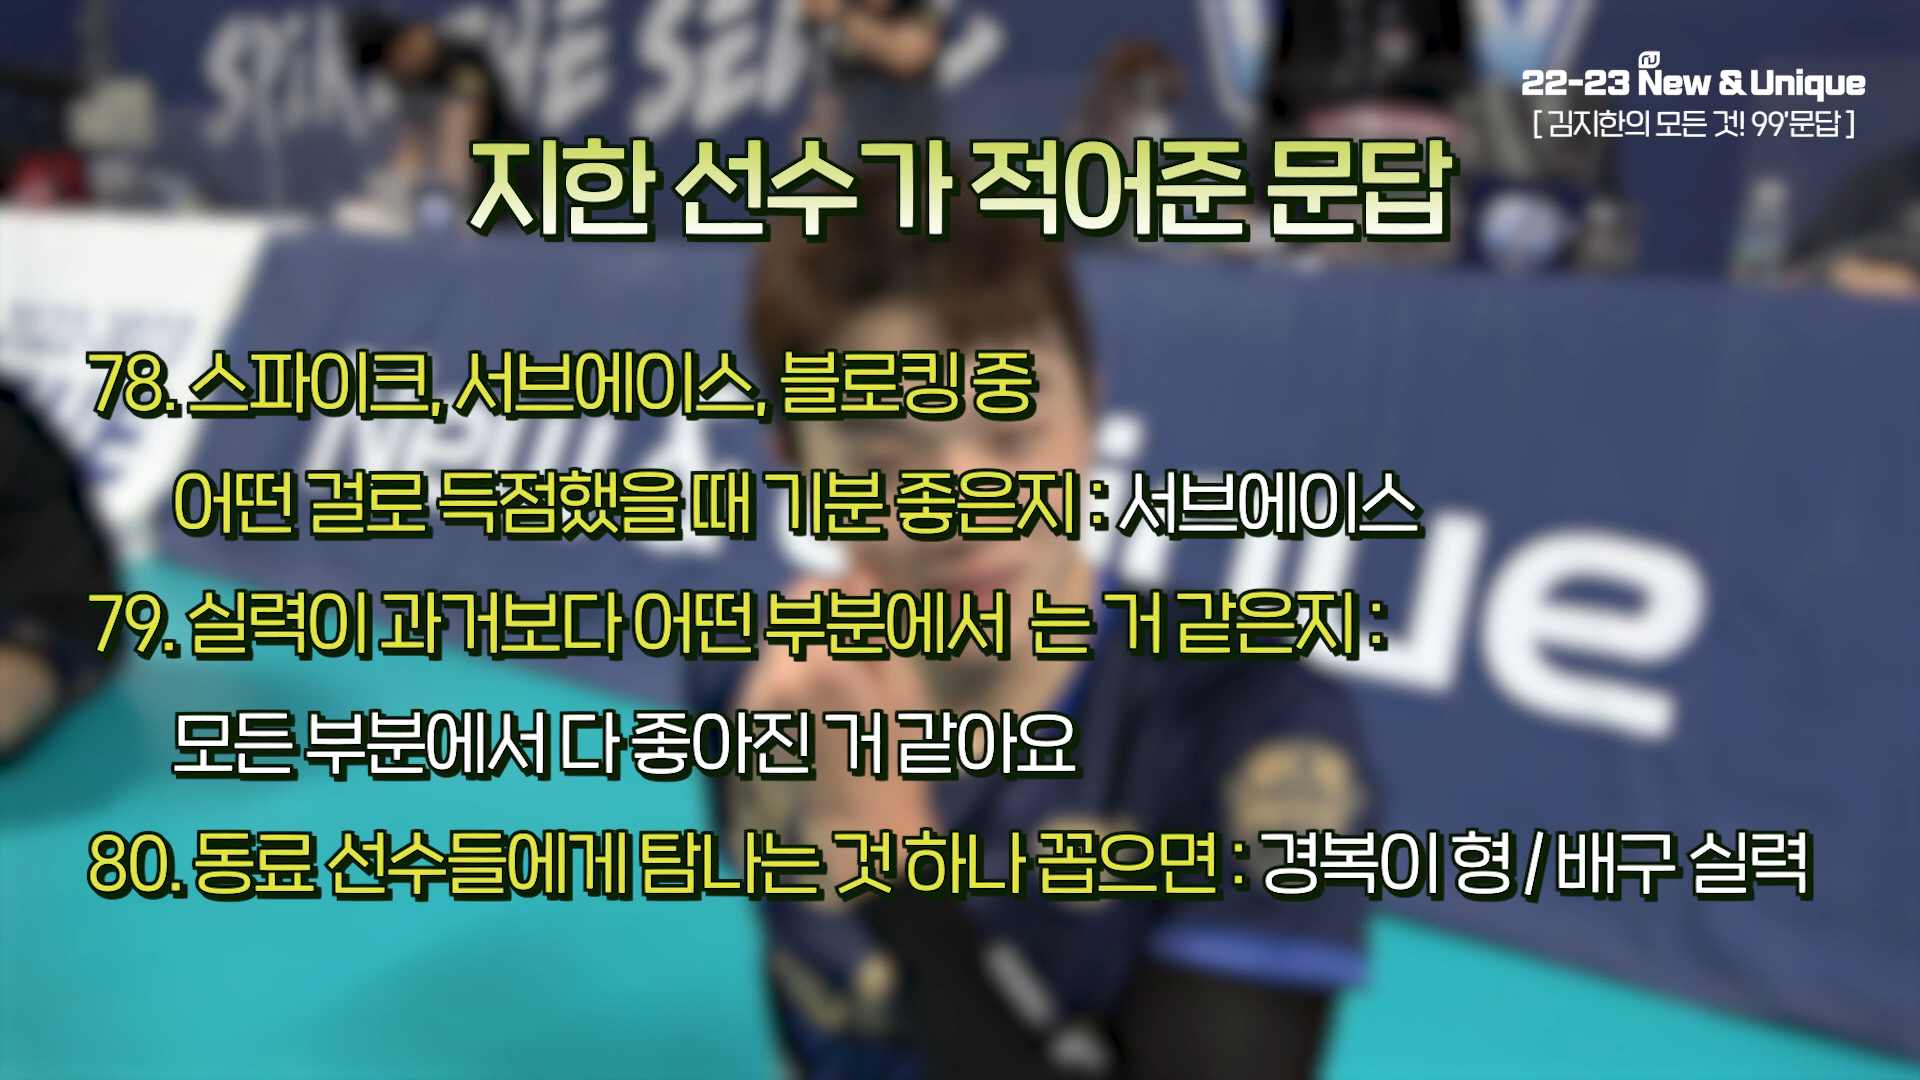 22-23 New & Unique
[ 김지한의 모든 것! 99'문답 ]
지한 선수가 적어준 문답
78. 스파이크, 서브에이스, 블로킹 중
어떤 걸로 득점했을 때 기분 좋은지 : 서브에이스
79. 실력이 과거보다 어떤 부분에서 는 거 같은지 :
모든 부분에서 다 좋아진 거 같아요
80. 동료 선수들에게 탐나는 것 하나 꼽으면 : 경복이 형 / 배구 실력